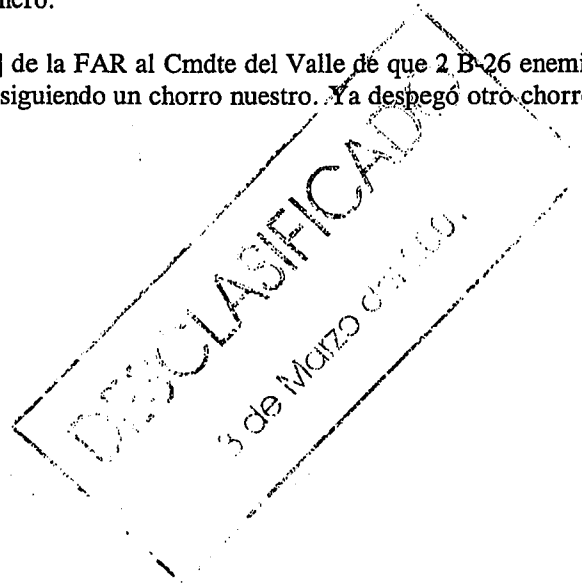 nero.
] de la FAR al Cmdte del Valle de que 2 B-26 enemi
siguiendo un chorro nuestro. Ya despegó otro chorro
DESCLASIFICADO
3 de Marzo